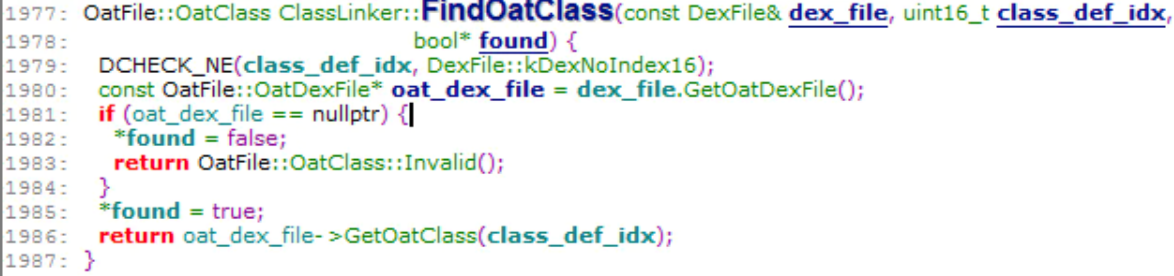 1977: OatFile::OatClass ClassLinker::FindOatClass(const DexFile& dex_file, uint16_t class_def_idx,
1978: bool* found) {
1979: DCHECK_NE(class_def_idx, DexFile::kDexNoIndex16);
1980: const OatFile::OatDexFile* oat_dex_file = dex_file.GetOatDexFile();
1981: if (oat_dex_file == nullptr) {
1982: *found = false;
1983: return OatFile::OatClass::Invalid();
1984: }
1985: *found = true;
1986: return oat_dex_file->GetOatClass(class_def_idx);
1987: }